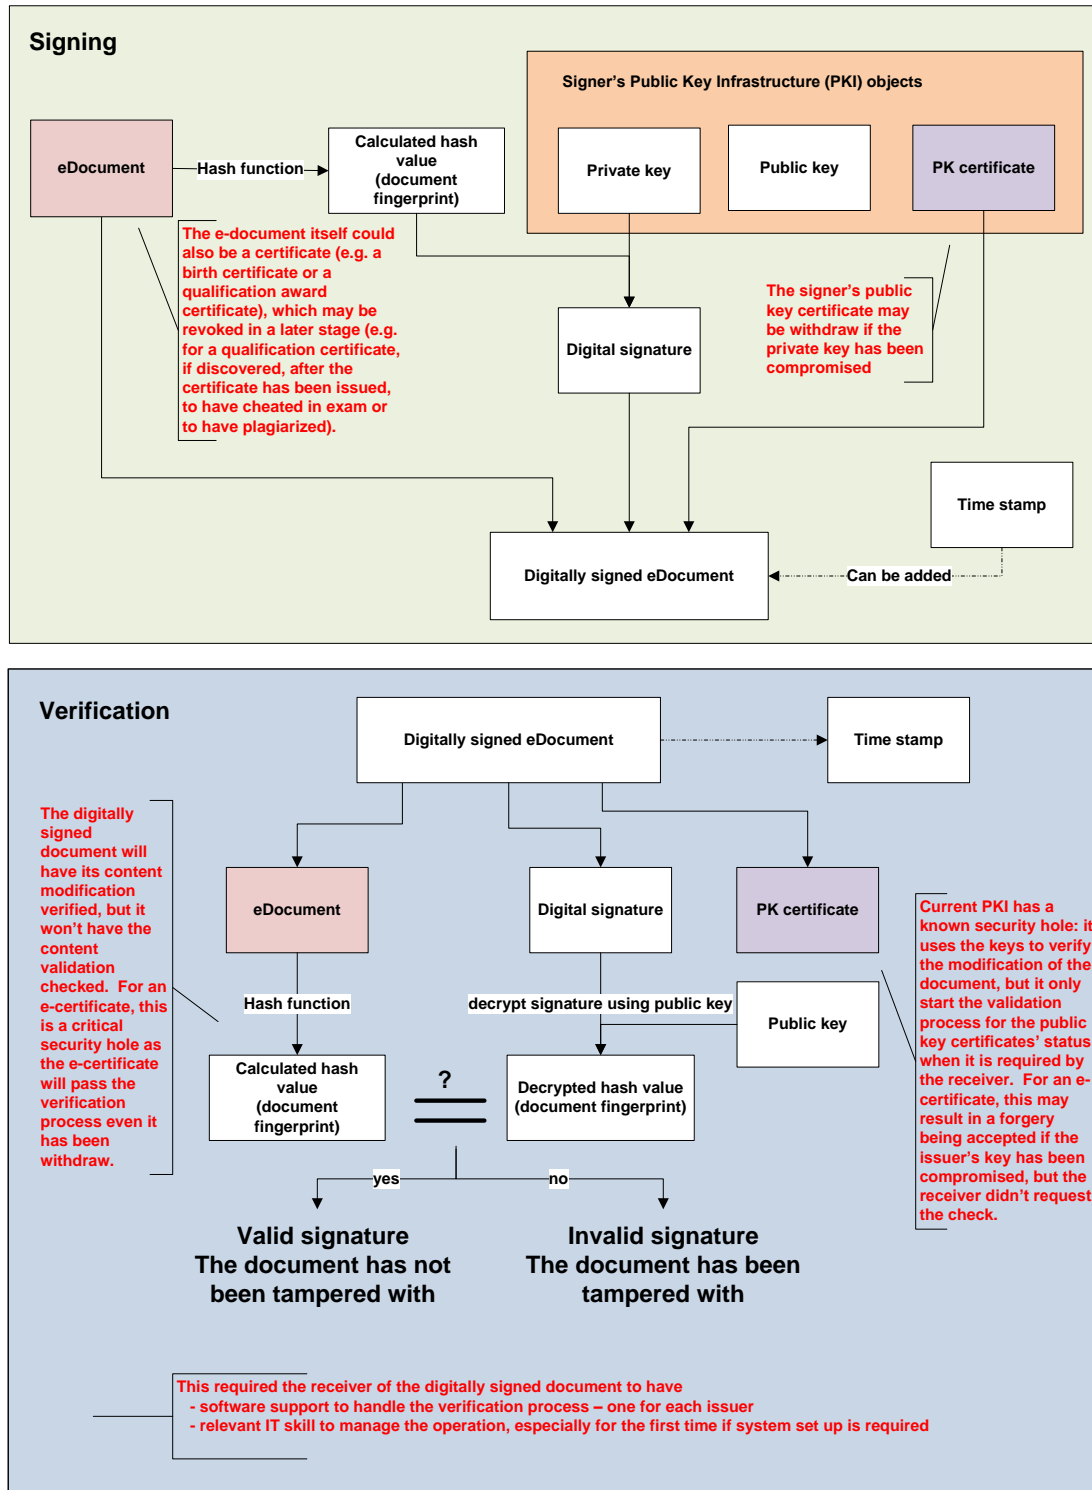 Signing
Signer's Public Key Infrastructure (PKI) objects
eDocument
Hash function
Calculated hash
value
(document
fingerprint)
Private key
Public key
PK certificate
The e-document itself could
also be a certificate (e.g. a
birth certificate or a
qualification award
certificate), which may be
revoked in a later stage (e.g.
for a qualification certificate,
if discovered, after the
certificate has been issued,
to have cheated in exam or
to have plagiarized).
The signer's public
key certificate may
be withdraw if the
private key has been
compromised
Digital signature
Time stamp
Digitally signed eDocument
Can be added
Verification
Digitally signed eDocument
Time stamp
The digitally
signed
document will
have its content
modification
verified, but it
won't have the
content
validation
checked.  For an
e-certificate, this
is a critical
security hole as
the e-certificate
will pass the
verification
process even it
has been
withdraw.
eDocument
Digital signature
PK certificate
Current PKI has a
known security hole: it
uses the keys to verify
the modification of the
document, but it only
start the validation
process for the public
key certificates' status
when it is required by
the receiver.  For an e-
certificate, this may
result in a forgery
being accepted if the
issuer's key has been
compromised, but the
receiver didn't request
the check.
Hash function
decrypt signature using public key
Public key
Calculated hash
value
(document
fingerprint)
?
Decrypted hash value
(document fingerprint)
yes
no
Valid signature
The document has not
been tampered with
Invalid signature
The document has been
tampered with
This required the receiver of the digitally signed document to have
- software support to handle the verification process – one for each issuer
- relevant IT skill to manage the operation, especially for the first time if system set up is required